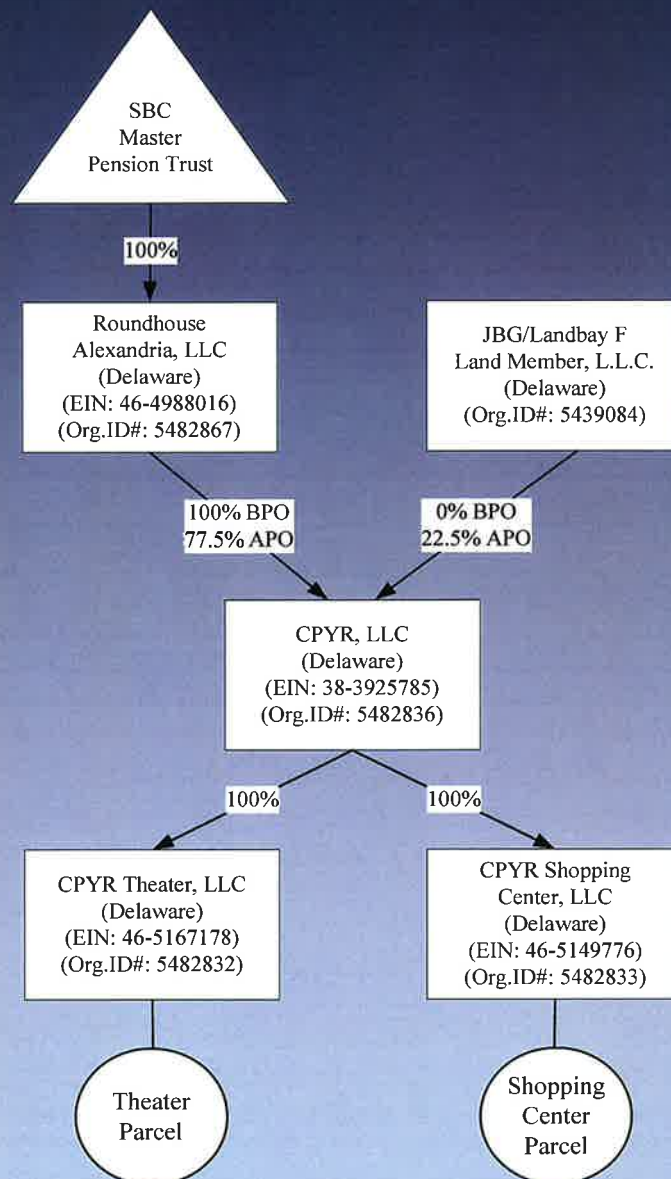 SBC
Master
Pension Trust
100%
Roundhouse
Alexandria, LLC
(Delaware)
(EIN: 46-4988016)
(Org.ID#: 5482867)
JBG/Landbay F
Land Member, L.L.C.
(Delaware)
(Org.ID#: 5439084)
100% BPO
77.5% APO
0% BPO
22.5% APO
CPYR, LLC
(Delaware)
(EIN: 38-3925785)
(Org.ID#: 5482836)
100%
100%
CPYR Theater, LLC
(Delaware)
(EIN: 46-5167178)
(Org.ID#: 5482832)
CPYR Shopping
Center, LLC
(Delaware)
(EIN: 46-5149776)
(Org.ID#: 5482833)
Theater
Parcel
Shopping
Center
Parcel